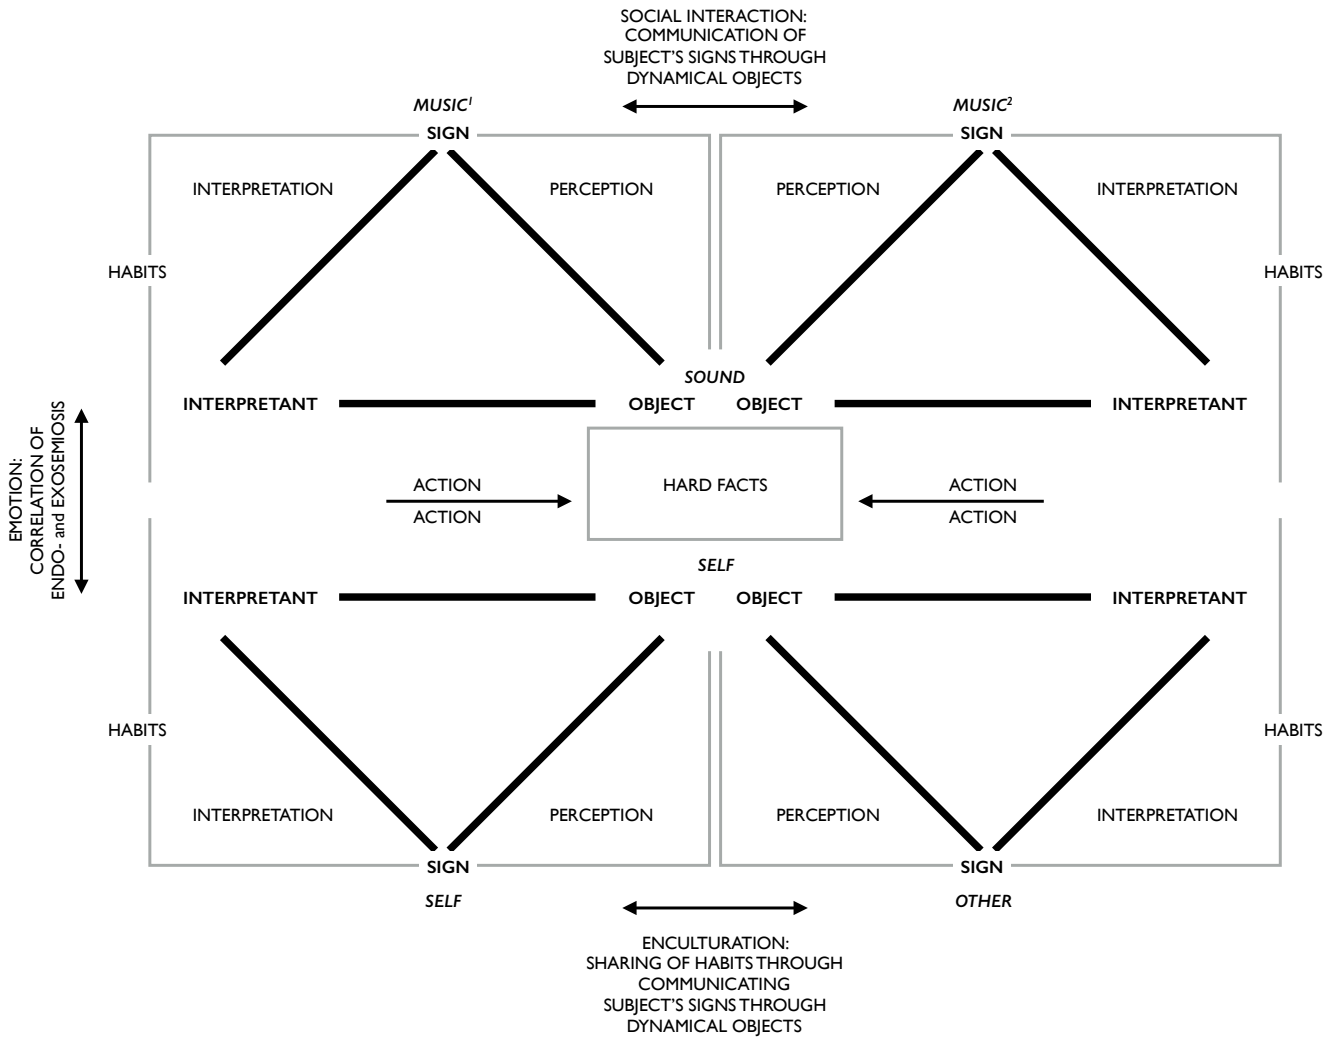 SOCIAL INTERACTION:
COMMUNICATION OF
SUBJECT'S SIGNS THROUGH
DYNAMICAL OBJECTS
MUSIC¹
MUSIC²
SIGN
SIGN
INTERPRETATION
PERCEPTION
PERCEPTION
INTERPRETATION
HABITS
HABITS
SOUND
INTERPRETANT
OBJECT
OBJECT
INTERPRETANT
EMOTION:
CORRELATION OF
ENDO- and EXOSEMIOSIS
ACTION
HARD FACTS
ACTION
ACTION
ACTION
SELF
INTERPRETANT
OBJECT
OBJECT
INTERPRETANT
HABITS
HABITS
INTERPRETATION
PERCEPTION
PERCEPTION
INTERPRETATION
SIGN
SIGN
SELF
OTHER
ENCULTURATION:
SHARING OF HABITS THROUGH
COMMUNICATING
SUBJECT'S SIGNS THROUGH
DYNAMICAL OBJECTS